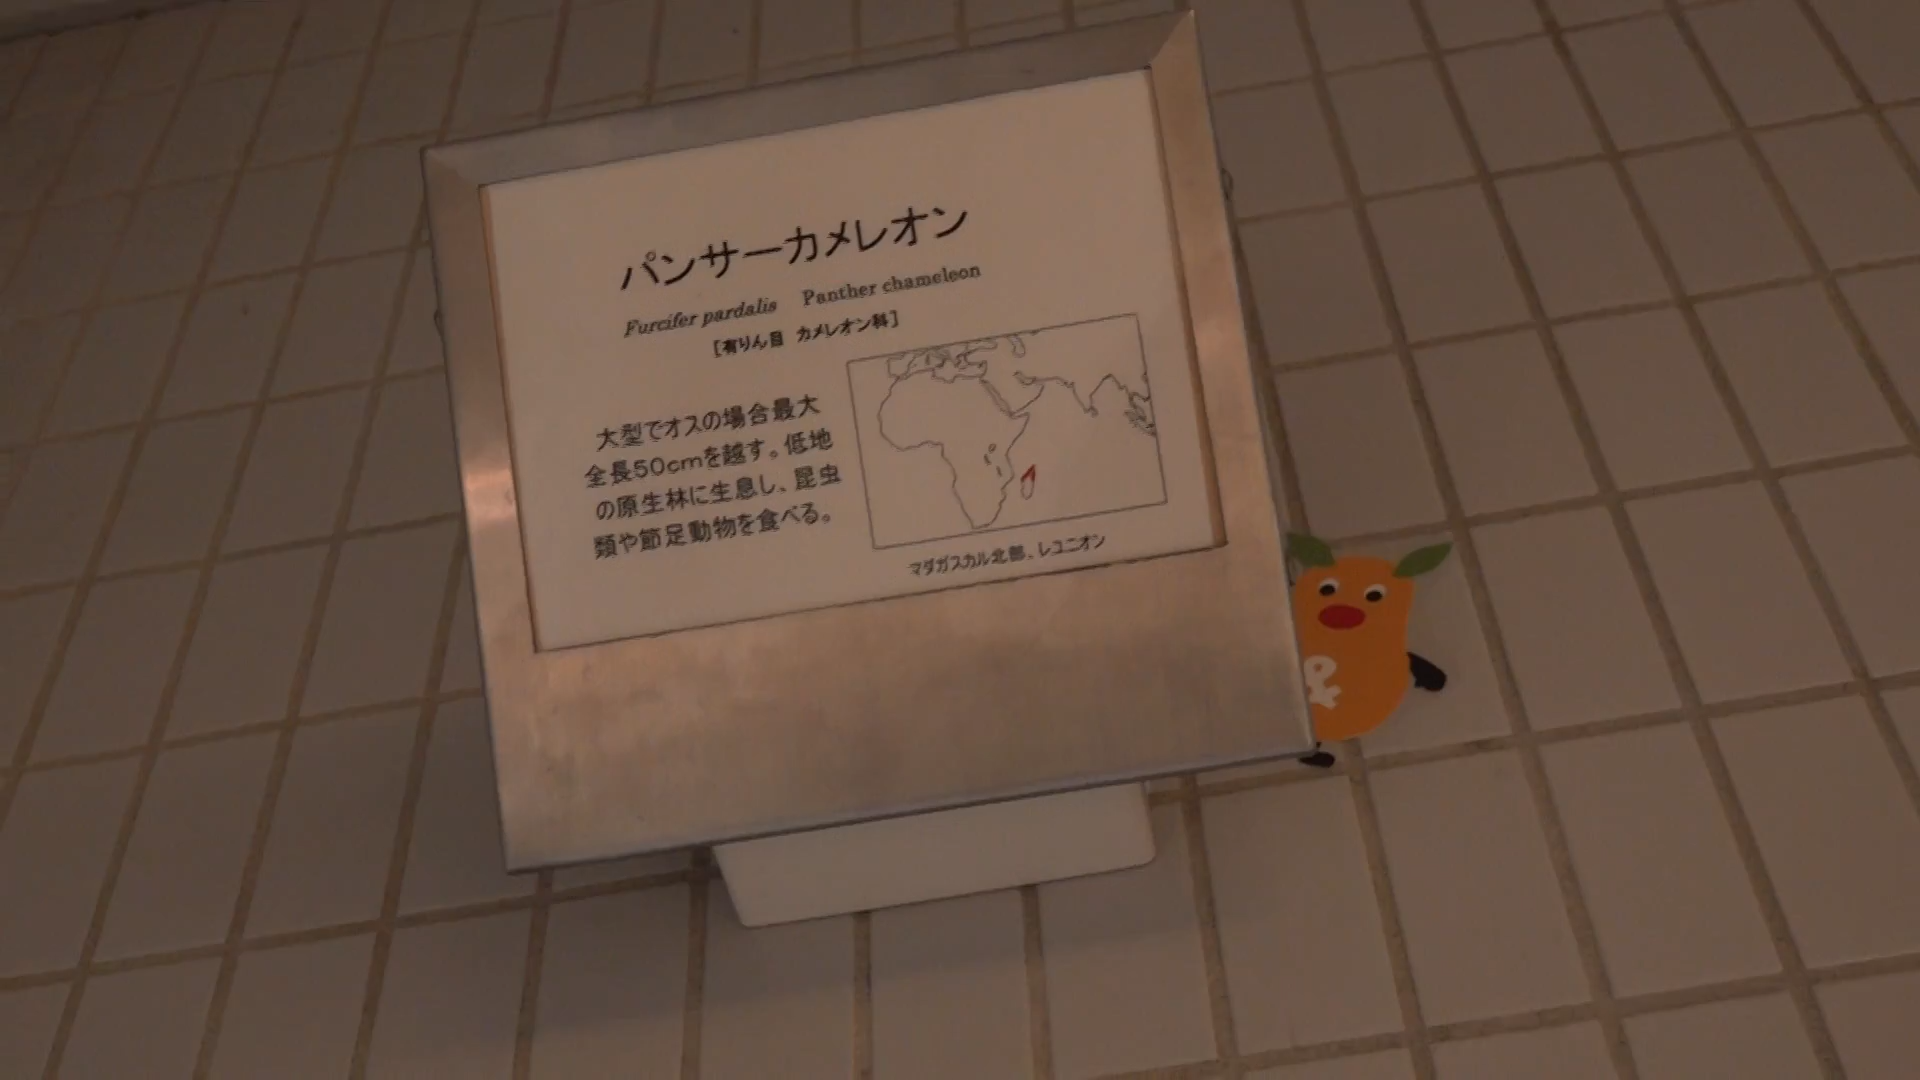 パンサーカメレオン
Furcifer pardalis Panther chameleon
[有りん目 カメレオン科]
大型でオスの場合最大
全長50cmを越す。低地
の原生林に生息し、昆虫
類や節足動物を食べる。
マダガスカル北部、レユニオン
&